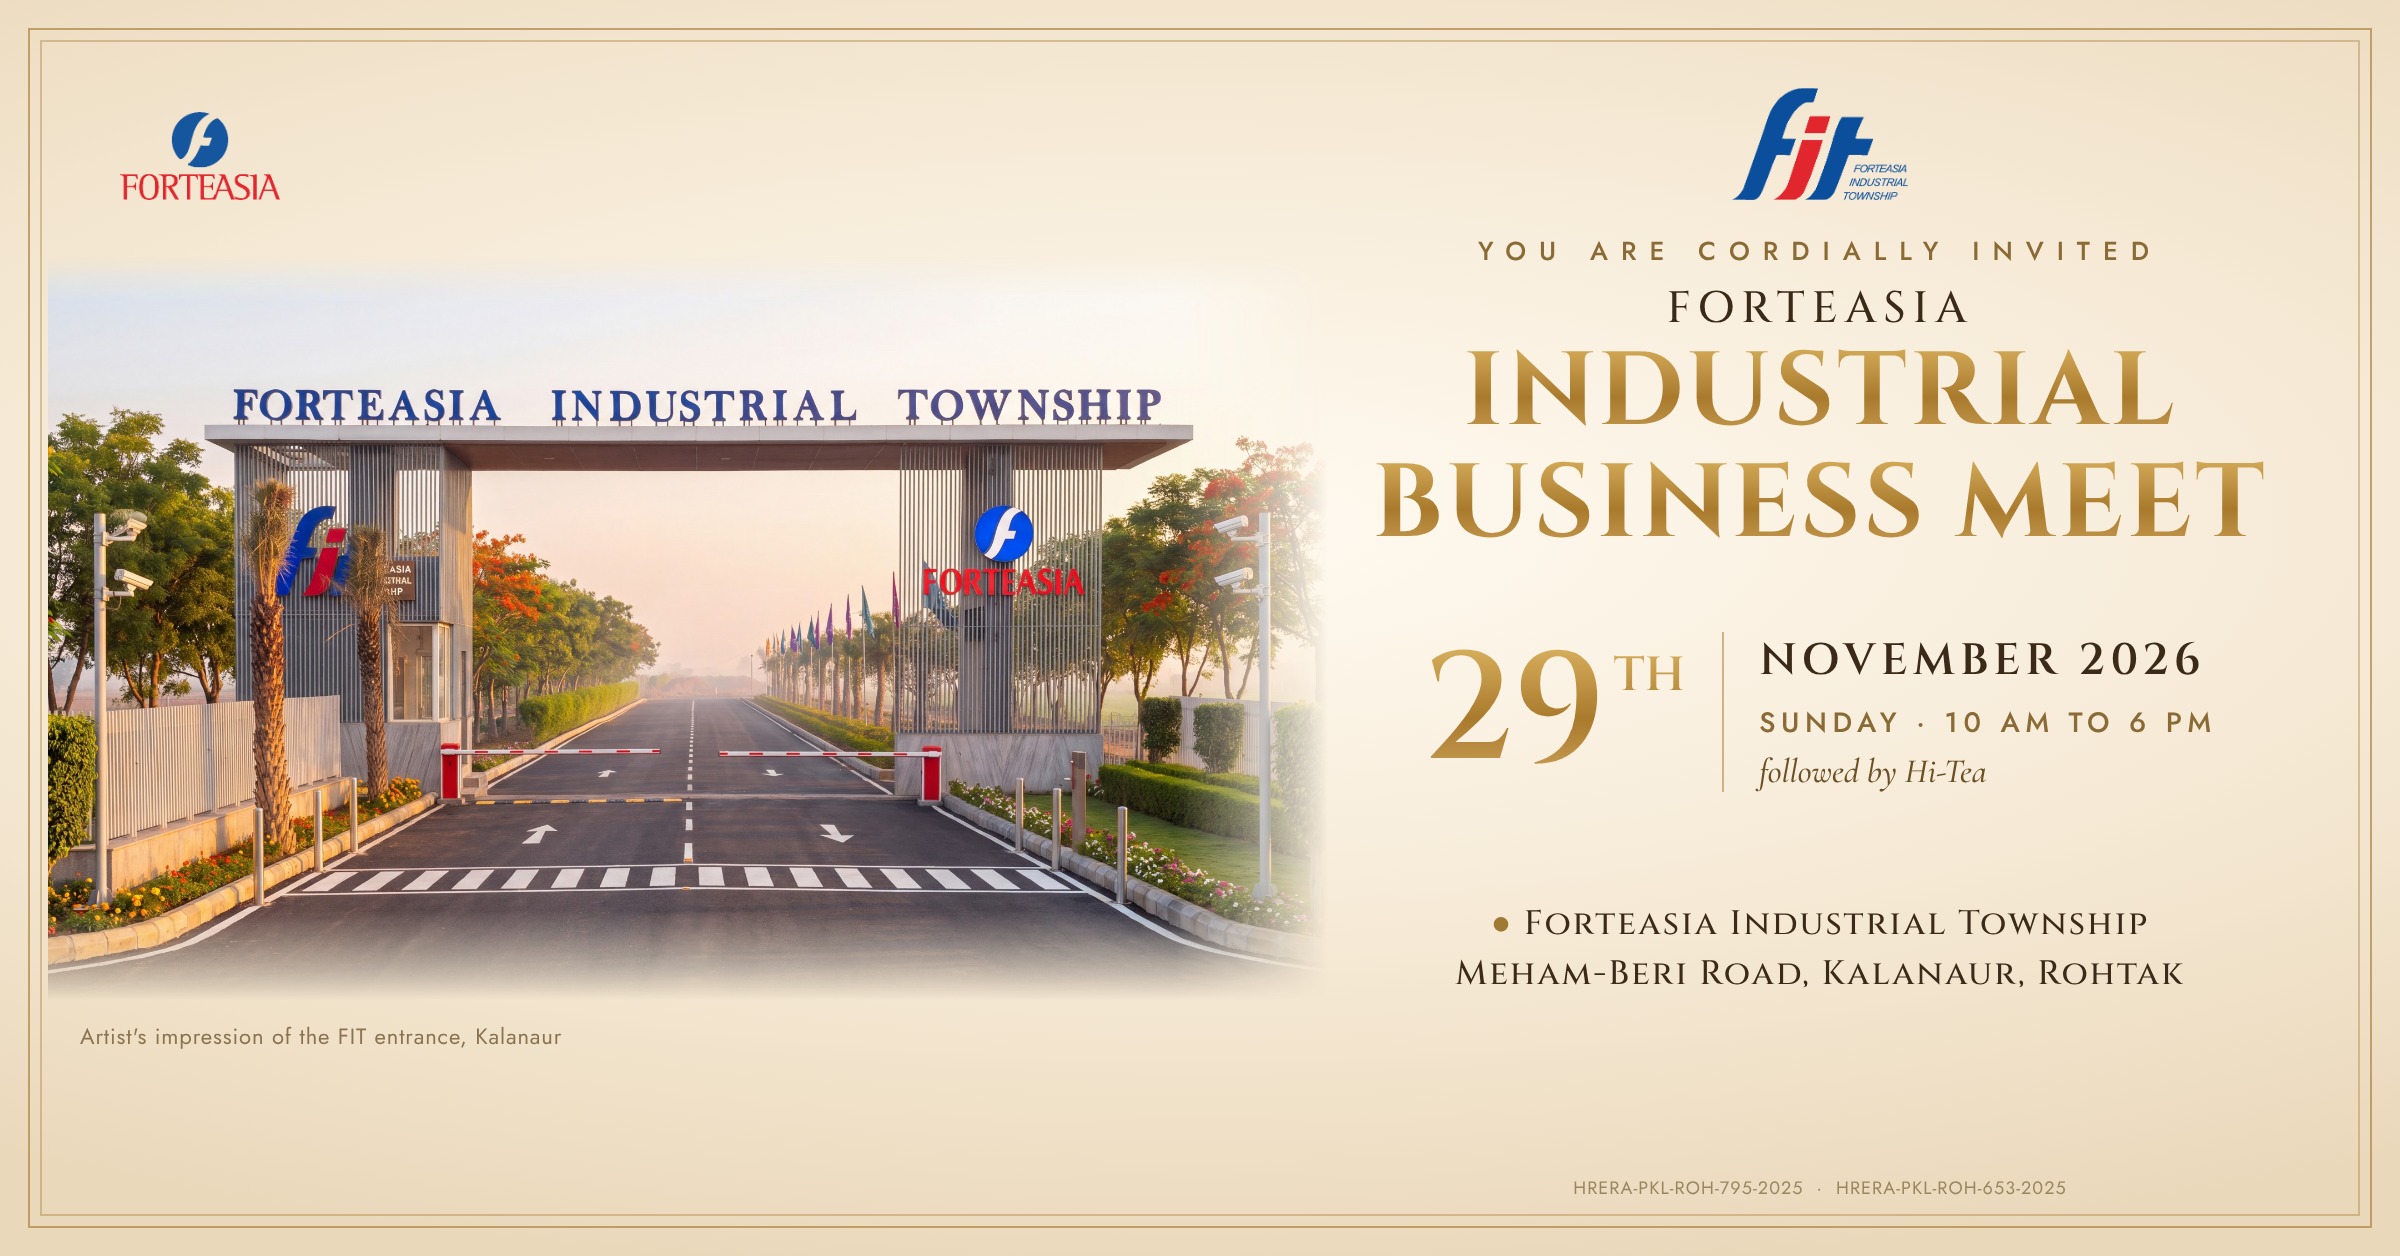 FORTEASIA
fit
FORTEASIA
INDUSTRIAL
TOWNSHIP
YOU ARE CORDIALLY INVITED
FORTEASIA
INDUSTRIAL
BUSINESS MEET
FORTEASIA INDUSTRIAL TOWNSHIP
FORTEASIA
29TH
NOVEMBER 2026
SUNDAY · 10 AM TO 6 PM
followed by Hi-Tea
• FORTEASIA INDUSTRIAL TOWNSHIP
MEHAM-BERI ROAD, KALANAUR, ROHTAK
Artist's impression of the FIT entrance, Kalanaur
HRERA-PKL-ROH-795-2025 · HRERA-PKL-ROH-653-2025